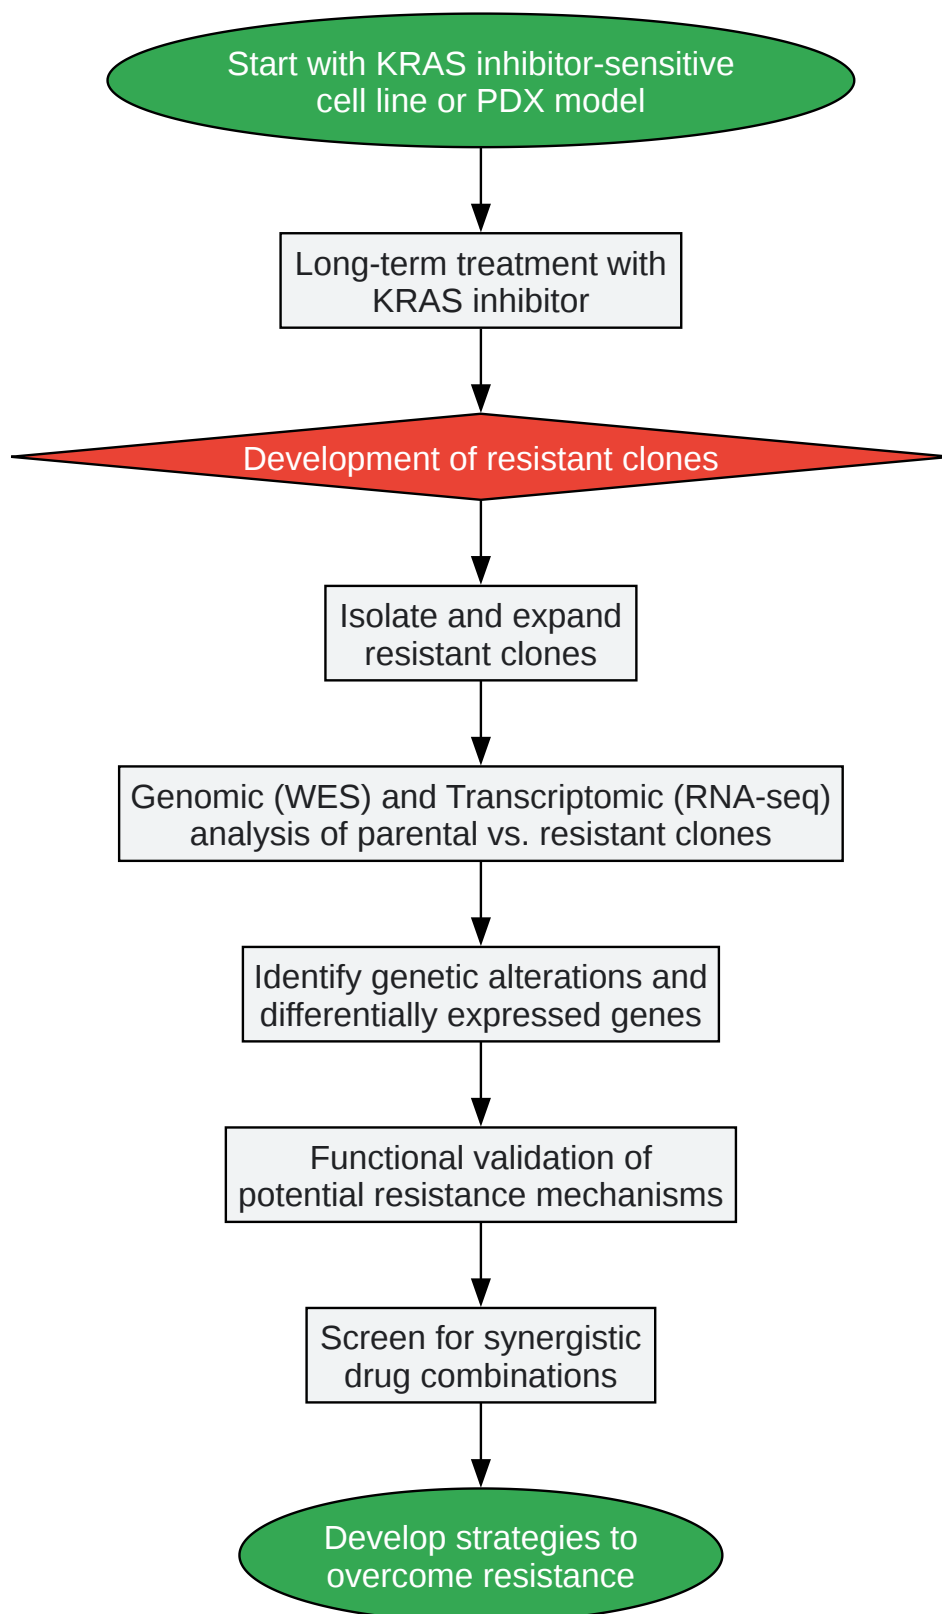 Start with KRAS inhibitor-sensitive
cell line or PDX model
Long-term treatment with
KRAS inhibitor
Development of resistant clones
Isolate and expand
resistant clones
Genomic (WES) and Transcriptomic (RNA-seq)
analysis of parental vs. resistant clones
Identify genetic alterations and
differentially expressed genes
Functional validation of
potential resistance mechanisms
Screen for synergistic
drug combinations
Develop strategies to
overcome resistance